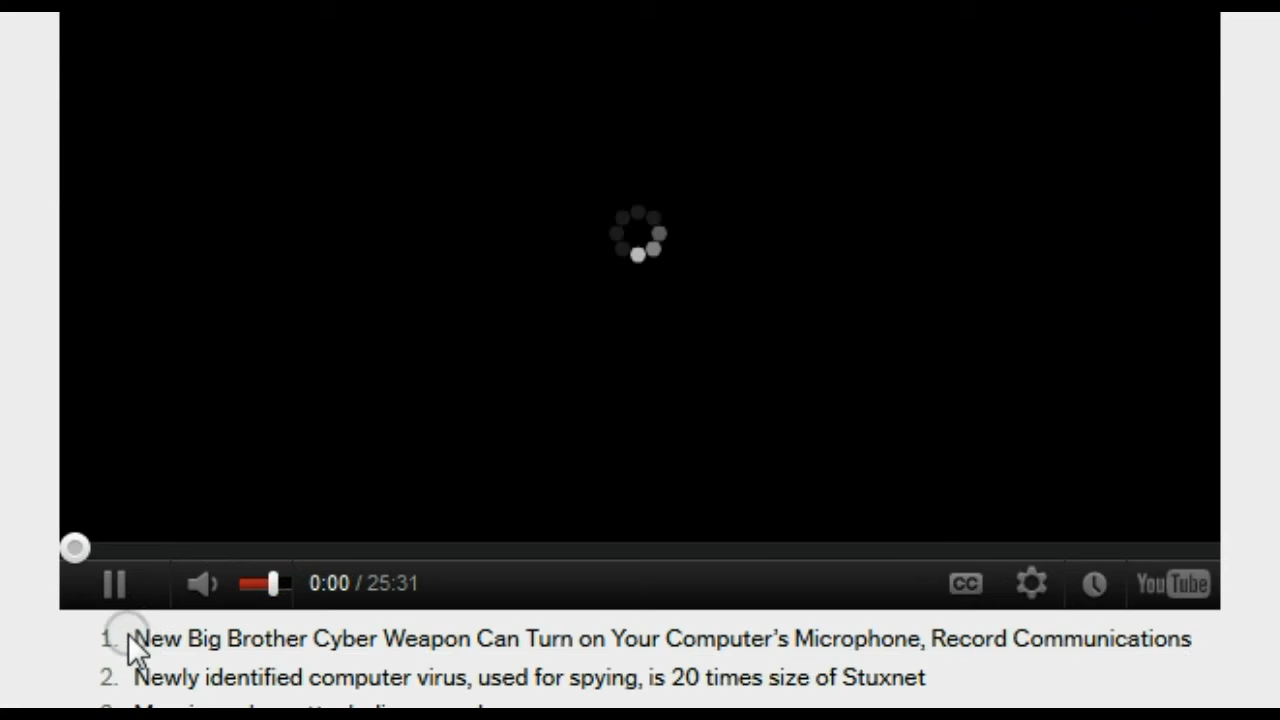 0:00 / 25:31 CC YouTube
1. New Big Brother Cyber Weapon Can Turn on Your Computer's Microphone, Record Communications
2. Newly identified computer virus, used for spying, is 20 times size of Stuxnet